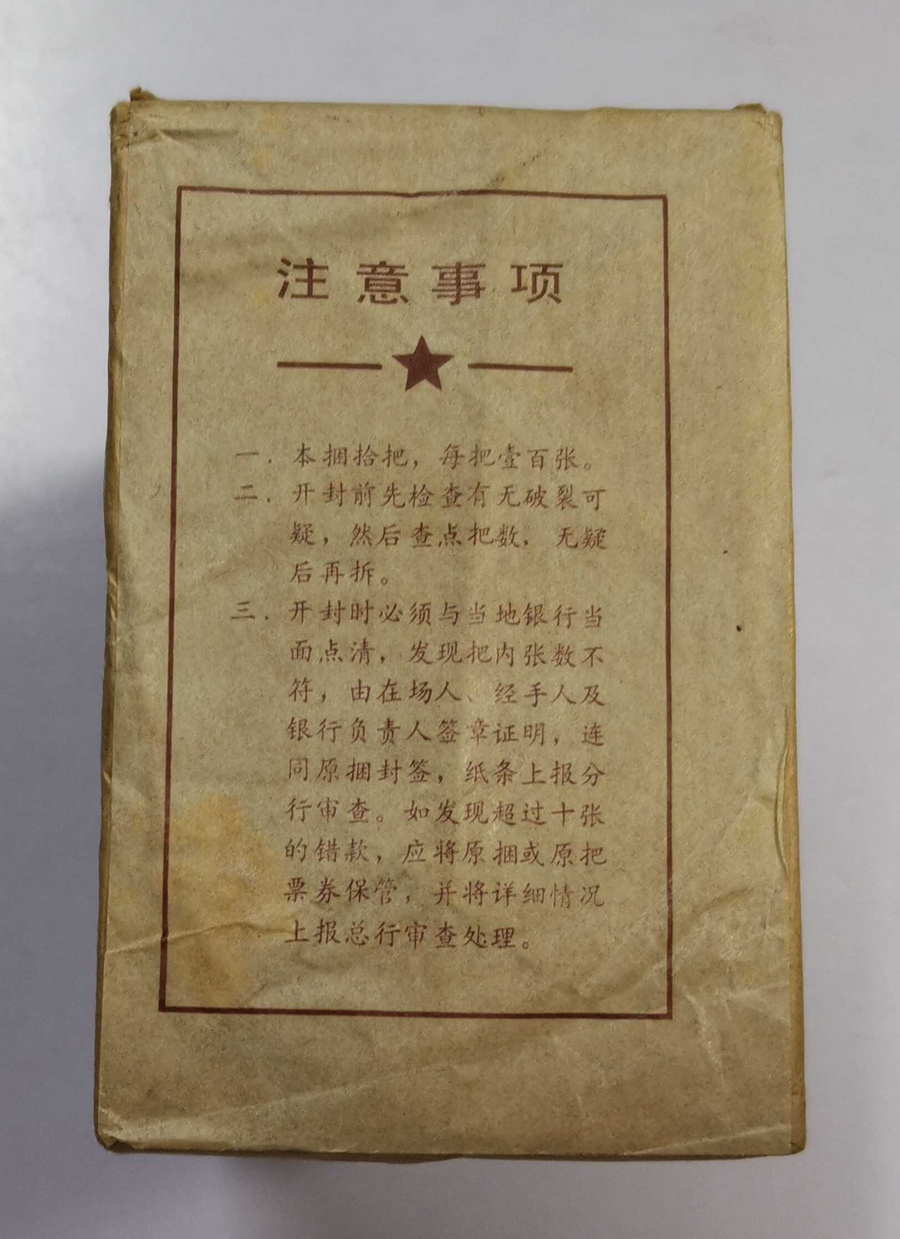 注意事项
一．本捆拾把，每把壹百张。
二．开封前先检查有无破裂可
疑，然后查点把数，无疑
后再拆。
三．开封时必须与当地银行当
面点清，发现把内张数不
符，由在场人、经手人及
银行负责人签章证明，连
同原捆封签，纸条上报分
行审查。如发现超过十张
的错款，应将原捆或原把
票券保管，并将详细情况
上报总行审查处理。